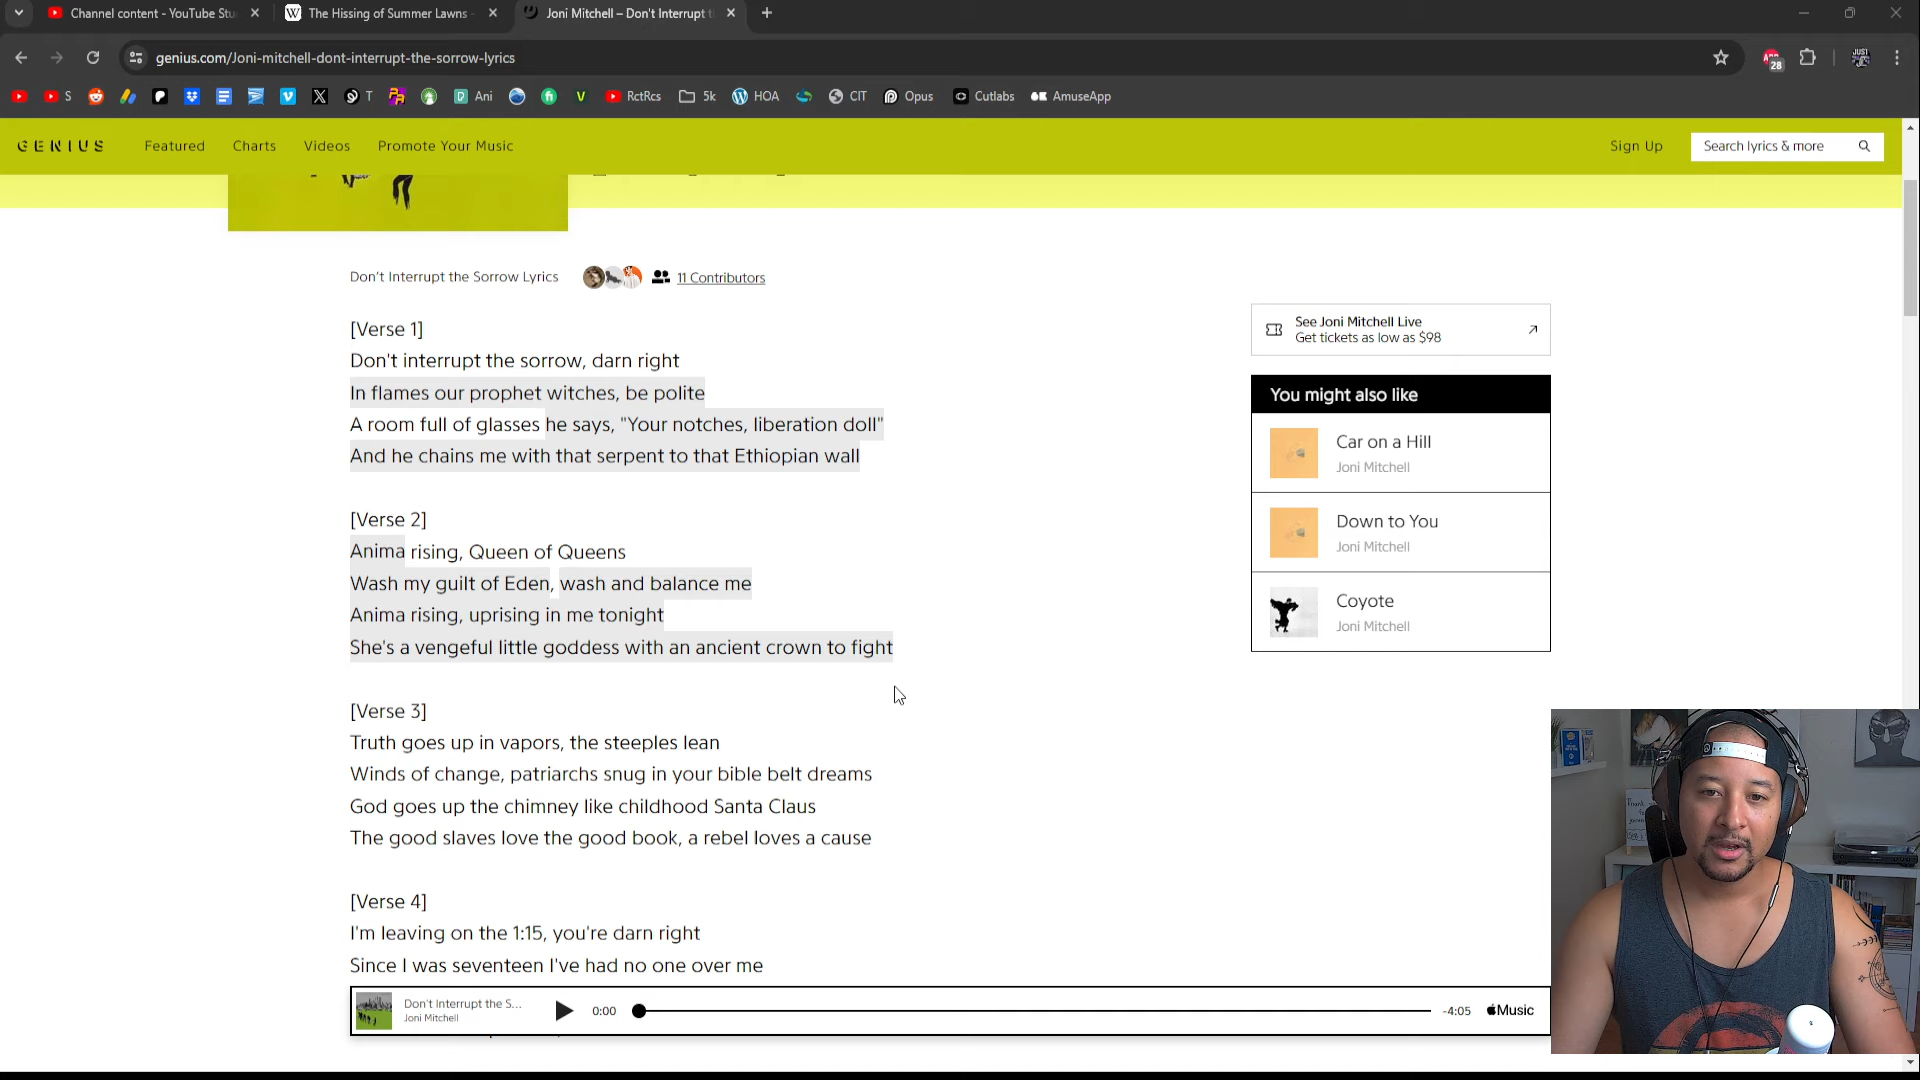 Channel content - YouTube Stu
The Hissing of Summer Lawns -
Joni Mitchell – Don't Interrupt t
genius.com/Joni-mitchell-dont-interrupt-the-sorrow-lyrics
28
JUST
S
T
Ani
V
RctRcs
5k
HOA
CIT
Opus
Cutlabs
AmuseApp
GENIUS
Featured
Charts
Videos
Promote Your Music
Sign Up
Search lyrics & more
Don't Interrupt the Sorrow Lyrics
11 Contributors
[Verse 1]
Don't interrupt the sorrow, darn right
In flames our prophet witches, be polite
A room full of glasses he says, "Your notches, liberation doll"
And he chains me with that serpent to that Ethiopian wall
[Verse 2]
Anima rising, Queen of Queens
Wash my guilt of Eden, wash and balance me
Anima rising, uprising in me tonight
She's a vengeful little goddess with an ancient crown to fight
[Verse 3]
Truth goes up in vapors, the steeples lean
Winds of change, patriarchs snug in your bible belt dreams
God goes up the chimney like childhood Santa Claus
The good slaves love the good book, a rebel loves a cause
[Verse 4]
I'm leaving on the 1:15, you're darn right
Since I was seventeen I've had no one over me
See Joni Mitchell Live
Get tickets as low as $98
You might also like
Car on a Hill
Joni Mitchell
Down to You
Joni Mitchell
Coyote
Joni Mitchell
Don't Interrupt the S...
Joni Mitchell
0:00
-4:05
Music